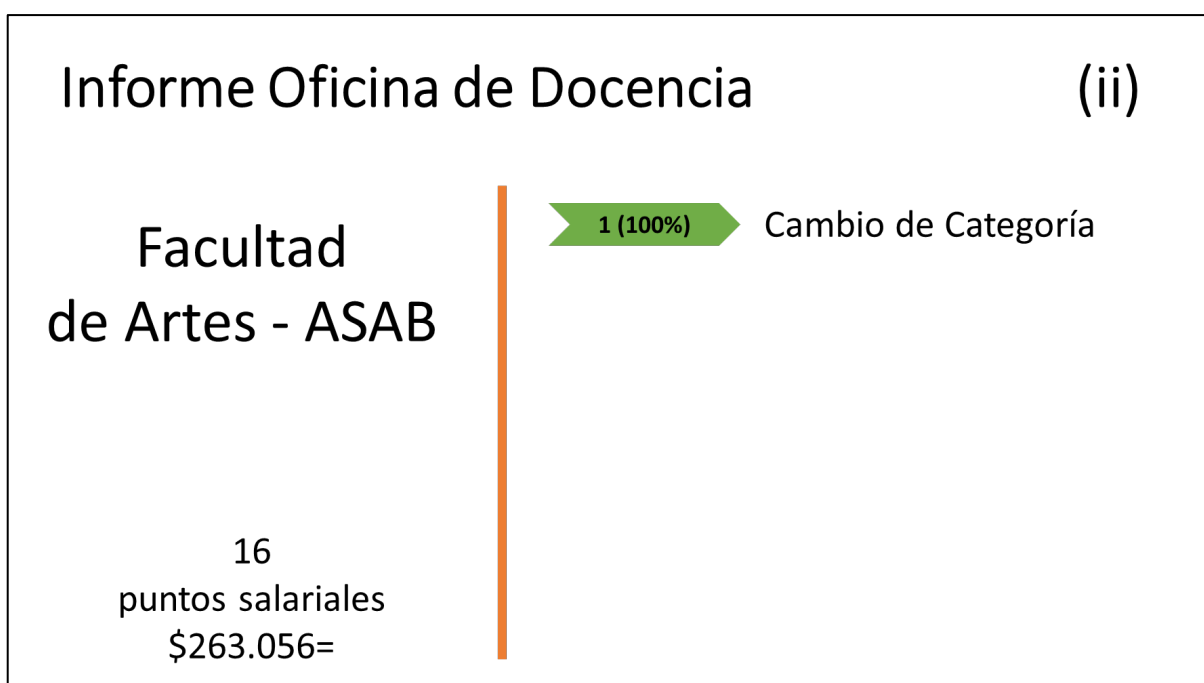 Informe Oficina de Docencia (ii)
Facultad
de Artes - ASAB
16
puntos salariales
$263.056=
1 (100%) Cambio de Categoría